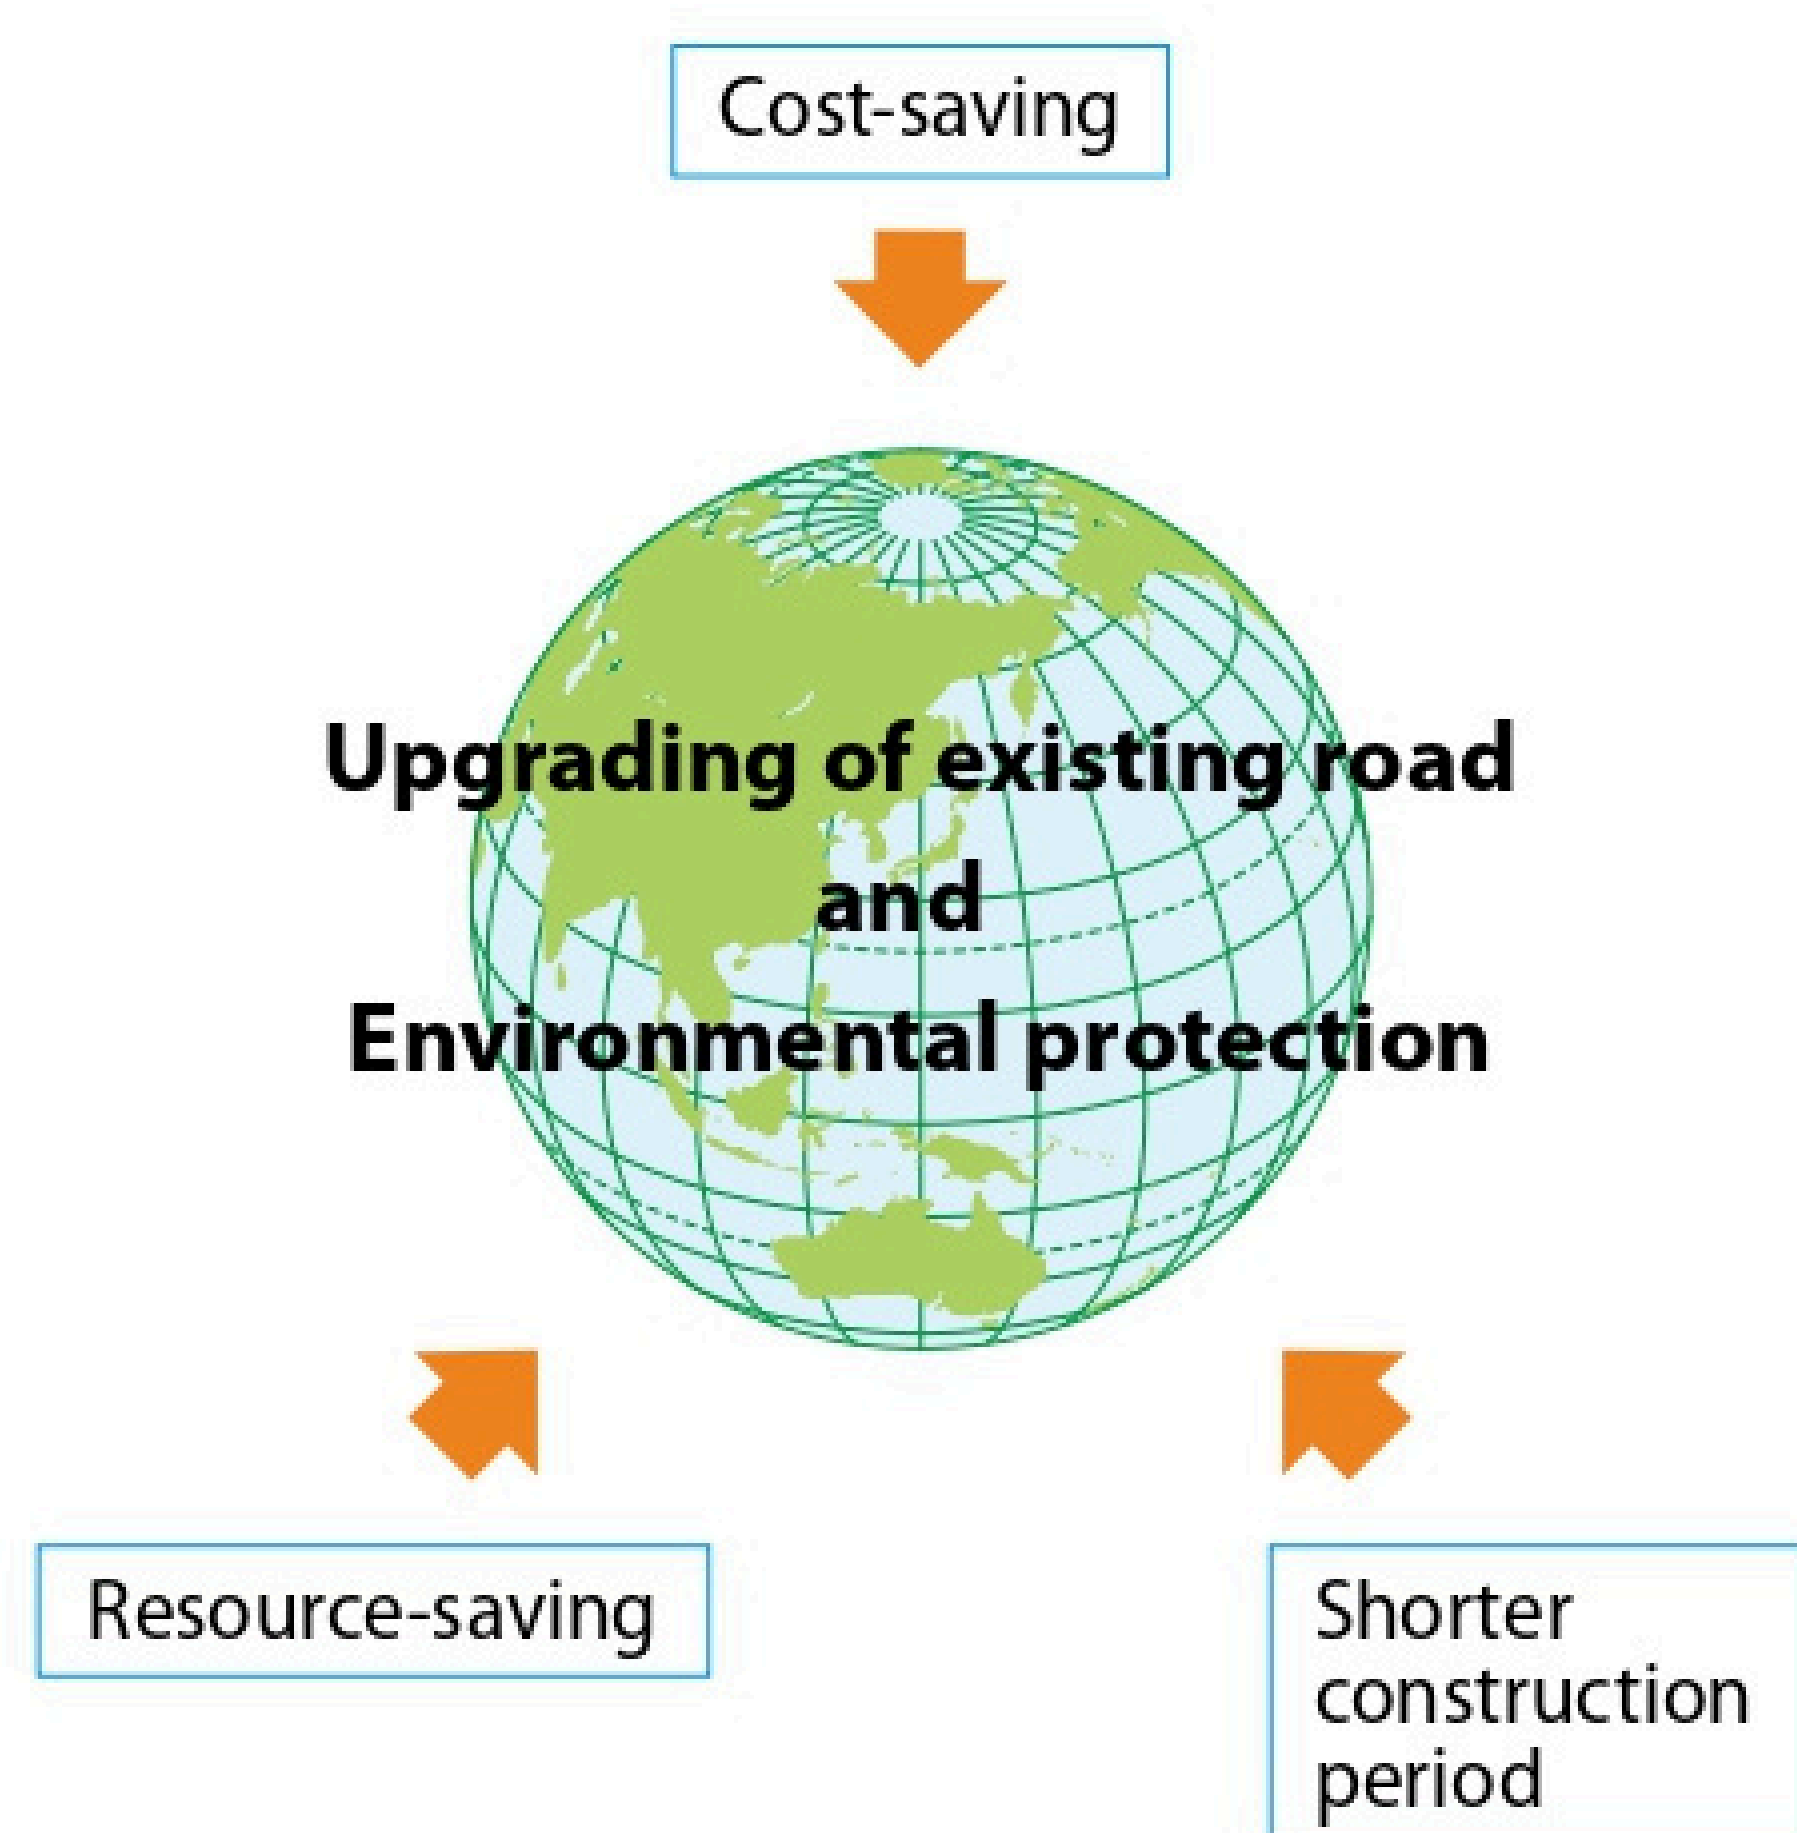 Cost-saving
Upgrading of existing road
and
Environmental protection
Resource-saving
Shorter
construction
period